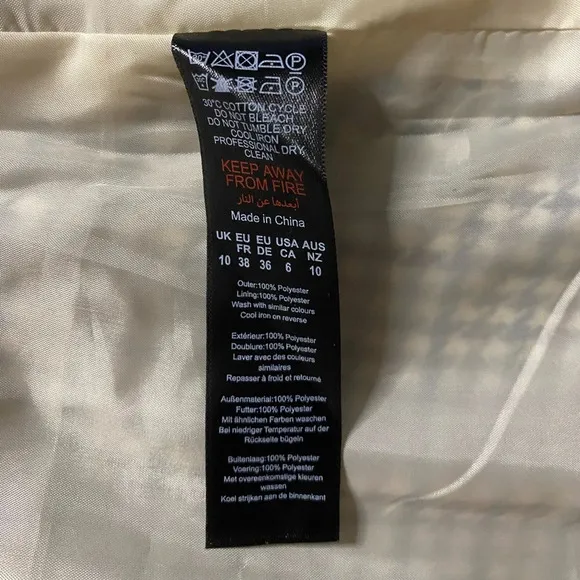 30°C COTTON CYCLE
DO NOT BLEACH
DO NOT TUMBLE DRY
COOL IRON
PROFESSIONAL DRY
CLEAN
KEEP AWAY
FROM FIRE
أبعدها عن النار
Made in China
UK EU EU USA AUS
FR DE CA NZ
10 38 36 6 10
Outer:100% Polyester
Lining:100% Polyester
Wash with similar colours
Cool iron on reverse
Extérieur:100% Polyester
Doublure:100% Polyester
Laver avec des couleurs
similaires
Repasser à froid et retourné
Außenmaterial:100% Polyester
Futter:100% Polyester
Mit ähnlichen Farben waschen
Bei niedriger Temperatur auf der
Rückseite bügeln
Buitenlaag:100% Polyester
Voering:100% Polyester
Met overeenkomstige kleuren
wassen
Koel strijken aan de binnenkant